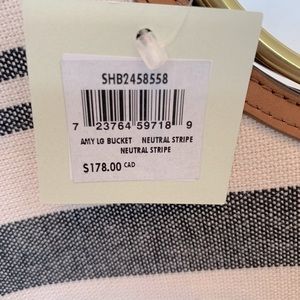 SHB2458558
7 23764 59718 9
AMY LG BUCKET NEUTRAL STRIPE
NEUTRAL STRIPE
$178.00 CAD